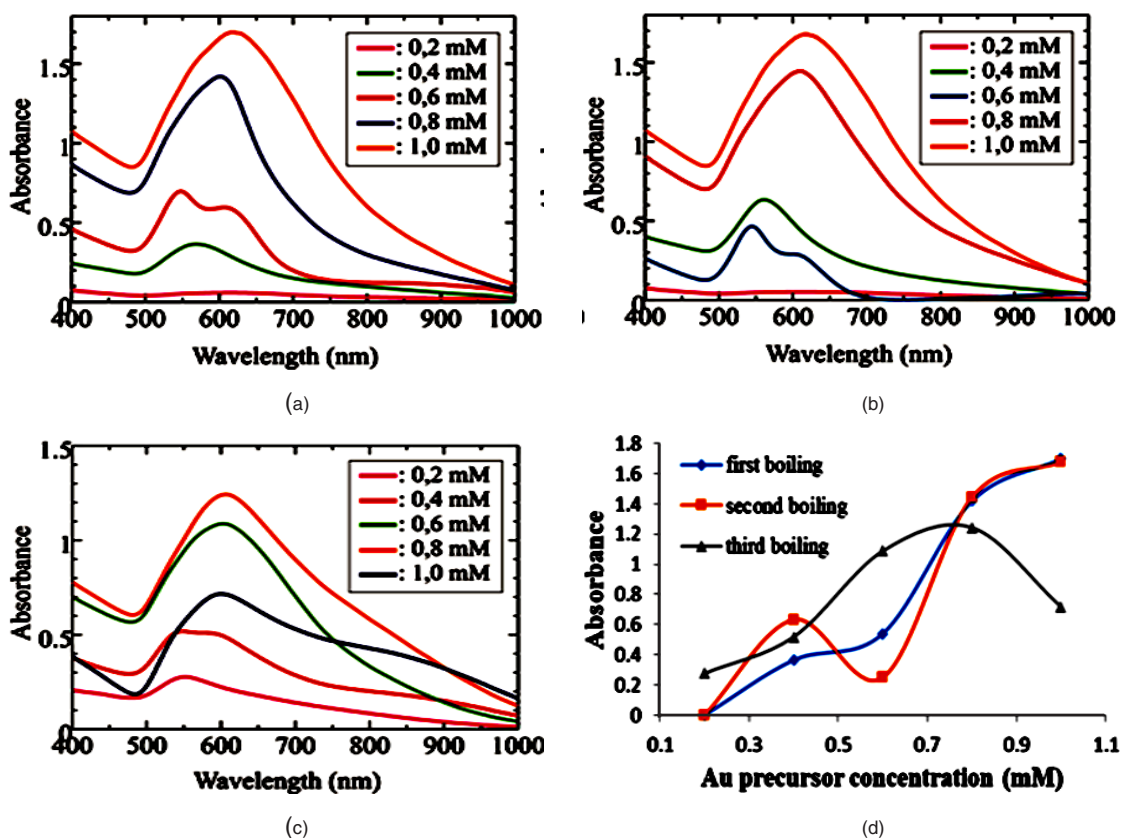 1.5
1
0.5
0
Absorbance
: 0,2 mM
: 0,4 mM
: 0,6 mM
: 0,8 mM
: 1,0 mM
400 500 600 700 800 900 1000
Wavelength (nm)
(a)
1.5
1
0.5
0
Absorbance
: 0,2 mM
: 0,4 mM
: 0,6 mM
: 0,8 mM
: 1,0 mM
400 500 600 700 800 900 1000
Wavelength (nm)
(b)
1.5
1
0.5
0
Absorbance
: 0,2 mM
: 0,4 mM
: 0,6 mM
: 0,8 mM
: 1,0 mM
400 500 600 700 800 900 1000
Wavelength (nm)
(c)
1.8
1.6
1.4
1.2
1
0.8
0.6
0.4
0.2
0
Absorbance
first boiling
second boiling
third boiling
0.1 0.3 0.5 0.7 0.9 1.1
Au precursor concentration (mM)
(d)